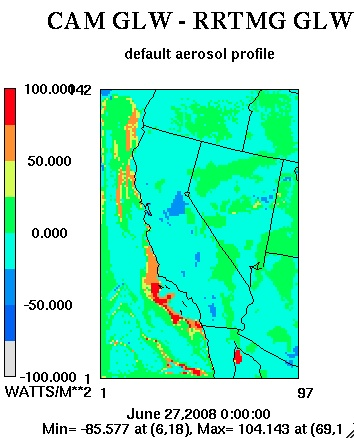 CAM GLW - RRTMG GLW
default aerosol profile
100.000
142
50.000
0.000
-50.000
-100.000
1
WATTS/M**2
1
97
June 27,2008 0:00:00
Min= -85.577 at (6,18), Max= 104.143 at (69,1